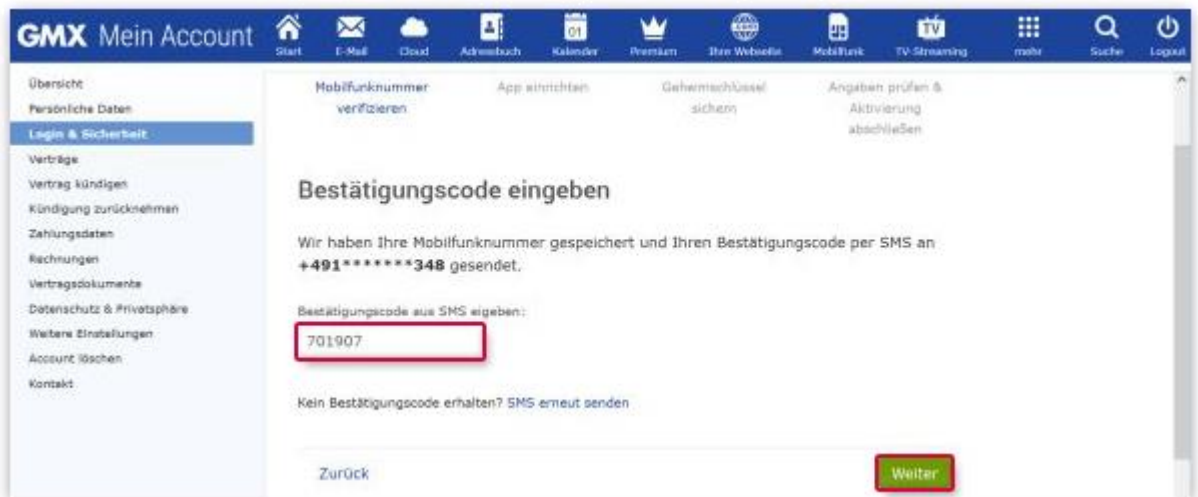 GMX Mein Account
Start E-Mail Cloud Adressbuch Kalender Premium Ihre Webseite Mobilfunk TV-Streaming mehr Suche Logout
01
TV
Übersicht
Persönliche Daten
Login & Sicherheit
Verträge
Vertrag kündigen
Kündigung zurücknehmen
Zahlungsdaten
Rechnungen
Vertragsdokumente
Datenschutz & Privatsphäre
Weitere Einstellungen
Account löschen
Kontakt
Mobilfunknummer
verifizieren
App einrichten
Geheimschlüssel
sichern
Angaben prüfen &
Aktivierung
abschließen
Bestätigungscode eingeben
Wir haben Ihre Mobilfunknummer gespeichert und Ihren Bestätigungscode per SMS an
+491*******348 gesendet.
Bestätigungscode aus SMS eigeben:
701907
Kein Bestätigungscode erhalten? SMS erneut senden
Zurück
Weiter